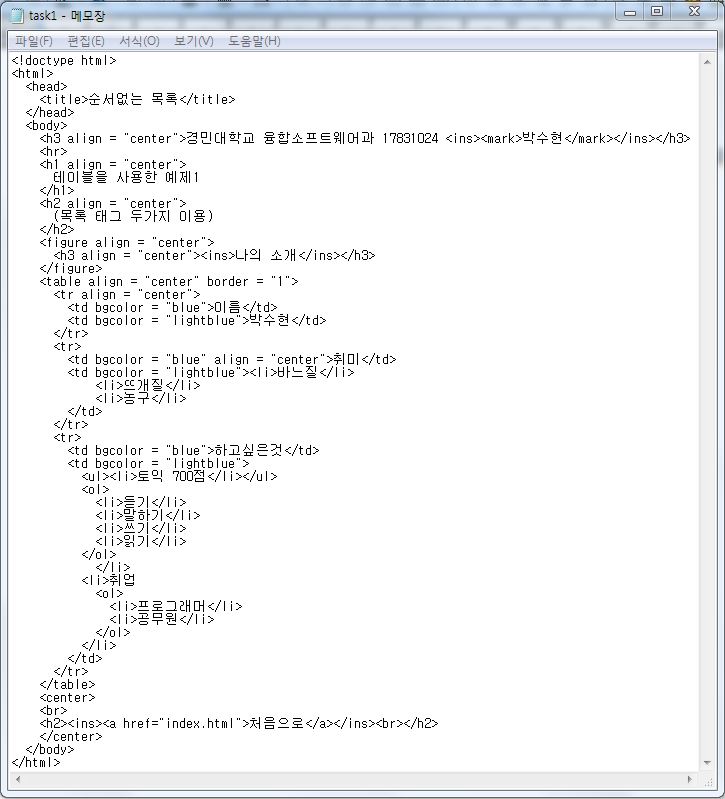 task1 - 메모장
파일(F) 편집(E) 서식(O) 보기(V) 도움말(H)
<!doctype html>
<html>
  <head>
    <title>순서없는 목록</title>
  </head>
  <body>
    <h3 align = "center">경민대학교 융합소프트웨어과 17831024 <ins><mark>박수현</mark></ins></h3>
    <hr>
    <h1 align = "center">
      테이블을 사용한 예제1
    </h1>
    <h2 align = "center">
      (목록 태그 두가지 이용)
    </h2>
    <figure align = "center">
      <h3 align = "center"><ins>나의 소개</ins></h3>
    </figure>
    <table align = "center" border = "1">
      <tr align = "center">
        <td bgcolor = "blue">이름</td>
        <td bgcolor = "lightblue">박수현</td>
      </tr>
      <tr>
        <td bgcolor = "blue" align = "center">취미</td>
        <td bgcolor = "lightblue"><li>바느질</li>
            <li>뜨개질</li>
            <li>농구</li>
        </td>
      </tr>
      <tr>
        <td bgcolor = "blue">하고싶은것</td>
        <td bgcolor = "lightblue">
          <ul><li>토익 700점</li></ul>
          <ol>
            <li>듣기</li>
            <li>말하기</li>
            <li>쓰기</li>
            <li>읽기</li>
          </ol>
            </li>
          <li>취업
            <ol>
              <li>프로그래머</li>
              <li>공무원</li>
            </ol>
          </li>
        </td>
      </tr>
    </table>
    <center>
    <br>
    <h2><ins><a href="index.html">처음으로</a></ins><br></h2>
    </center>
  </body>
</html>